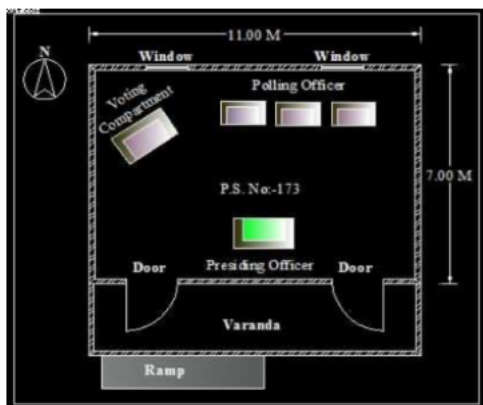 11.00 M
N
Window
Window
Polling Officer
Voting
Compartment
7.00 M
P.S. No:-173
Door
Presiding Officer
Door
Varanda
Ramp